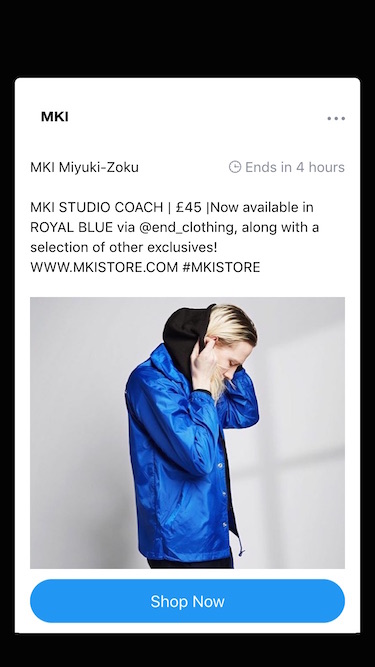 MKI
MKI Miyuki-Zoku
Ends in 4 hours
MKI STUDIO COACH | £45 |Now available in
ROYAL BLUE via @end_clothing, along with a
selection of other exclusives!
WWW.MKISTORE.COM #MKISTORE
Shop Now